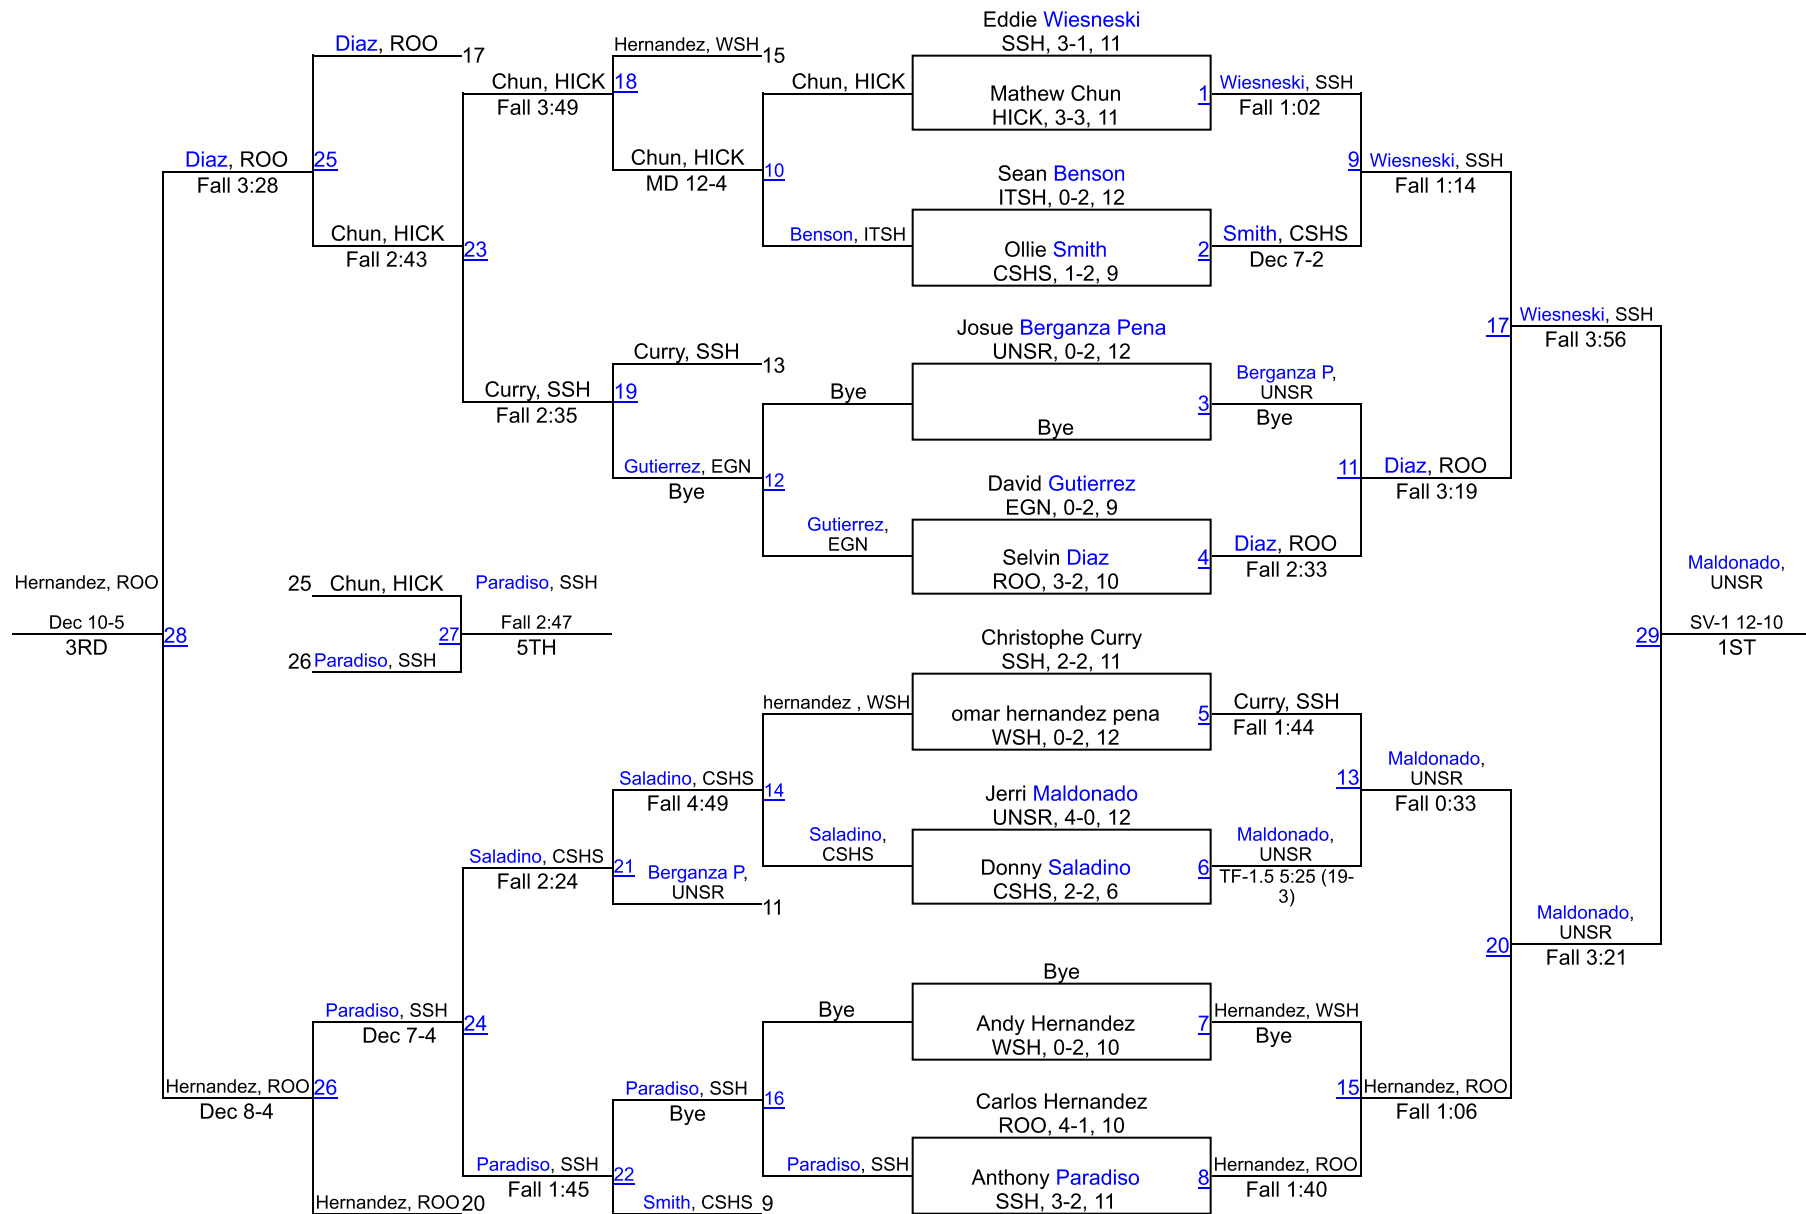 Eddie Wiesneski
SSH, 3-1, 11
Diaz, ROO
17
Hernandez, WSH
15
Chun, HICK
Fall 3:49
18
Chun, HICK
Mathew Chun
HICK, 3-3, 11
1
Wiesneski, SSH
Fall 1:02
Diaz, ROO
Fall 3:28
25
Chun, HICK
MD 12-4
10
Sean Benson
ITSH, 0-2, 12
9
Wiesneski, SSH
Fall 1:14
Chun, HICK
Fall 2:43
23
Benson, ITSH
Ollie Smith
CSHS, 1-2, 9
2
Smith, CSHS
Dec 7-2
Josue Berganza Pena
UNSR, 0-2, 12
17
Wiesneski, SSH
Fall 3:56
Curry, SSH
13
Curry, SSH
Fall 2:35
19
Bye
Bye
3
Berganza P,
UNSR
Bye
Gutierrez, EGN
Bye
12
David Gutierrez
EGN, 0-2, 9
11
Diaz, ROO
Fall 3:19
Gutierrez,
EGN
Selvin Diaz
ROO, 3-2, 10
4
Diaz, ROO
Fall 2:33
Hernandez, ROO
Dec 10-5
3RD
28
25
Chun, HICK
26
Paradiso, SSH
27
Paradiso, SSH
Fall 2:47
5TH
Maldonado,
UNSR
SV-1 12-10
1ST
29
Christophe Curry
SSH, 2-2, 11
hernandez , WSH
omar hernandez pena
WSH, 0-2, 12
5
Curry, SSH
Fall 1:44
Saladino, CSHS
Fall 4:49
14
Jerri Maldonado
UNSR, 4-0, 12
13
Maldonado,
UNSR
Fall 0:33
Saladino, CSHS
Fall 2:24
21
Berganza P,
UNSR
11
Saladino,
CSHS
Donny Saladino
CSHS, 2-2, 6
6
Maldonado,
UNSR
TF-1.5 5:25 (19-
3)
20
Maldonado,
UNSR
Fall 3:21
Bye
Paradiso, SSH
Dec 7-4
24
Bye
Andy Hernandez
WSH, 0-2, 10
7
Hernandez, WSH
Bye
Hernandez, ROO
Dec 8-4
26
Paradiso, SSH
Bye
16
Carlos Hernandez
ROO, 4-1, 10
15
Hernandez, ROO
Fall 1:06
Paradiso, SSH
Fall 1:45
22
Paradiso, SSH
Anthony Paradiso
SSH, 3-2, 11
8
Hernandez, ROO
Fall 1:40
Hernandez, ROO
20
Smith, CSHS
9